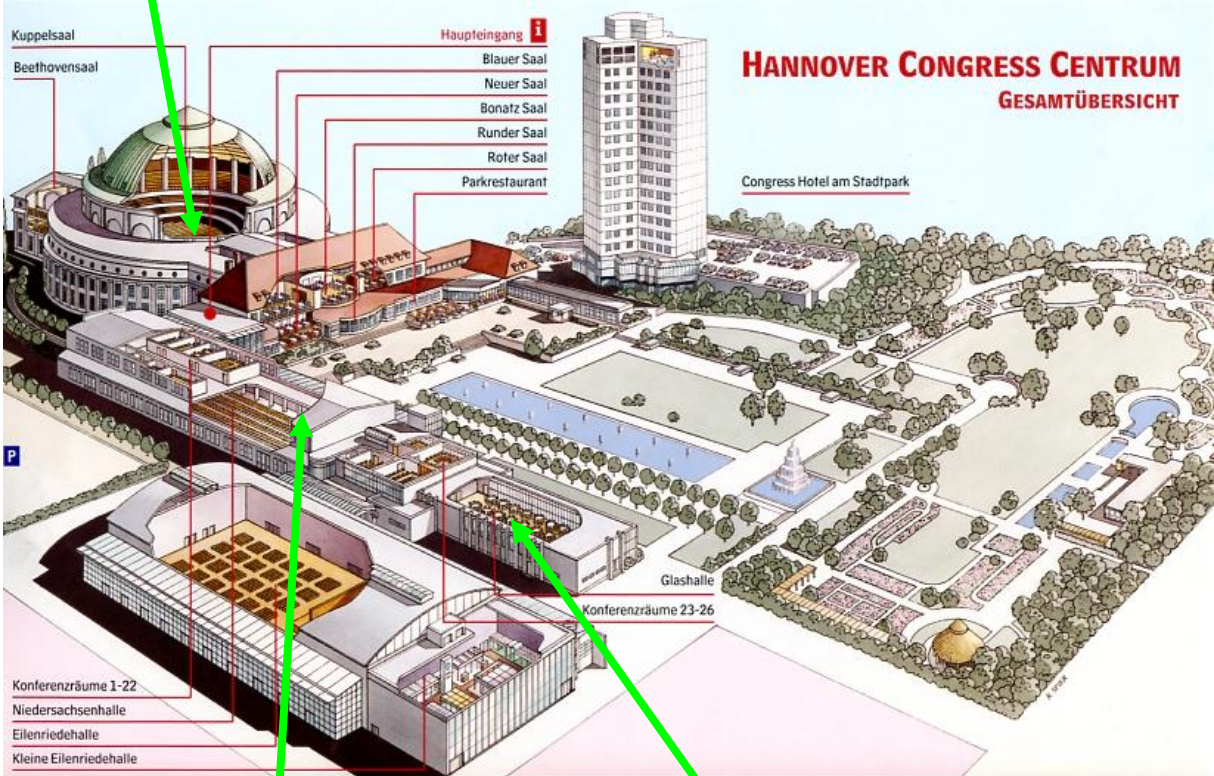 Kuppelsaal
Beethovensaal
Haupteingang i
Blauer Saal
Neuer Saal
Bonatz Saal
Runder Saal
Roter Saal
Parkrestaurant
HANNOVER CONGRESS CENTRUM
GESAMTÜBERSICHT
Congress Hotel am Stadtpark
P
Glashalle
Konferenzräume 23-26
Konferenzräume 1-22
Niedersachsenhalle
Eilenriedehalle
Kleine Eilenriedehalle